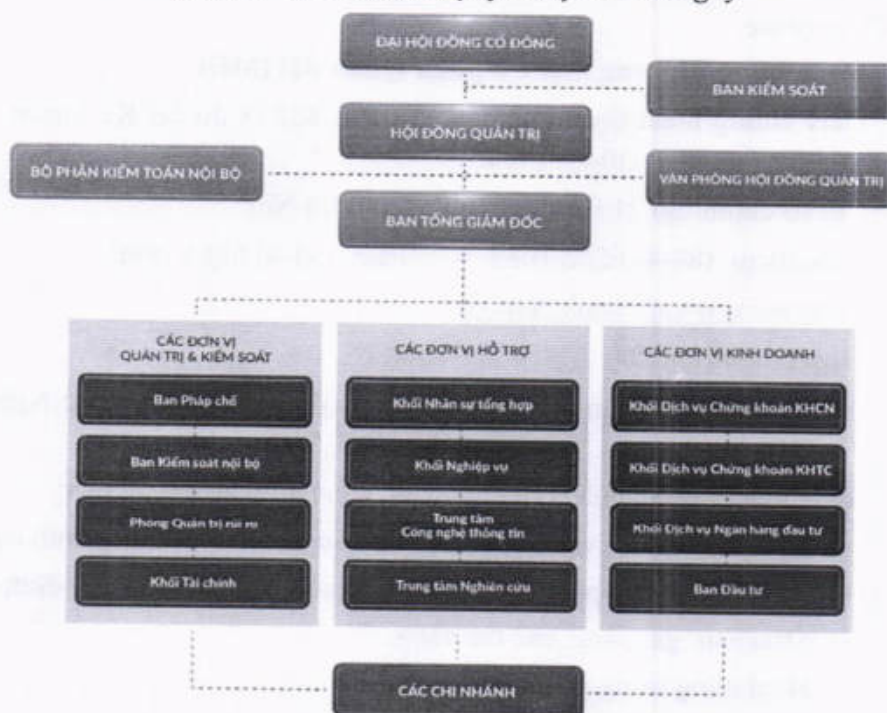 ĐẠI HỘI ĐỒNG CỔ ĐÔNG
BAN KIỂM SOÁT
HỘI ĐỒNG QUẢN TRỊ
BỘ PHẬN KIỂM TOÁN NỘI BỘ
VĂN PHÒNG HỘI ĐỒNG QUẢN TRỊ
BAN TỔNG GIÁM ĐỐC
CÁC ĐƠN VỊ
QUẢN TRỊ & KIỂM SOÁT
Ban Pháp chế
Ban Kiểm soát nội bộ
Phòng Quản trị rủi ro
Khối Tài chính
CÁC ĐƠN VỊ HỖ TRỢ
Khối Nhân sự tổng hợp
Khối Nghiệp vụ
Trung tâm
Công nghệ thông tin
Trung tâm Nghiên cứu
CÁC ĐƠN VỊ KINH DOANH
Khối Dịch vụ Chứng khoán KHCN
Khối Dịch vụ Chứng khoán KHTC
Khối Dịch vụ Ngân hàng đầu tư
Ban Đầu tư
CÁC CHI NHÁNH